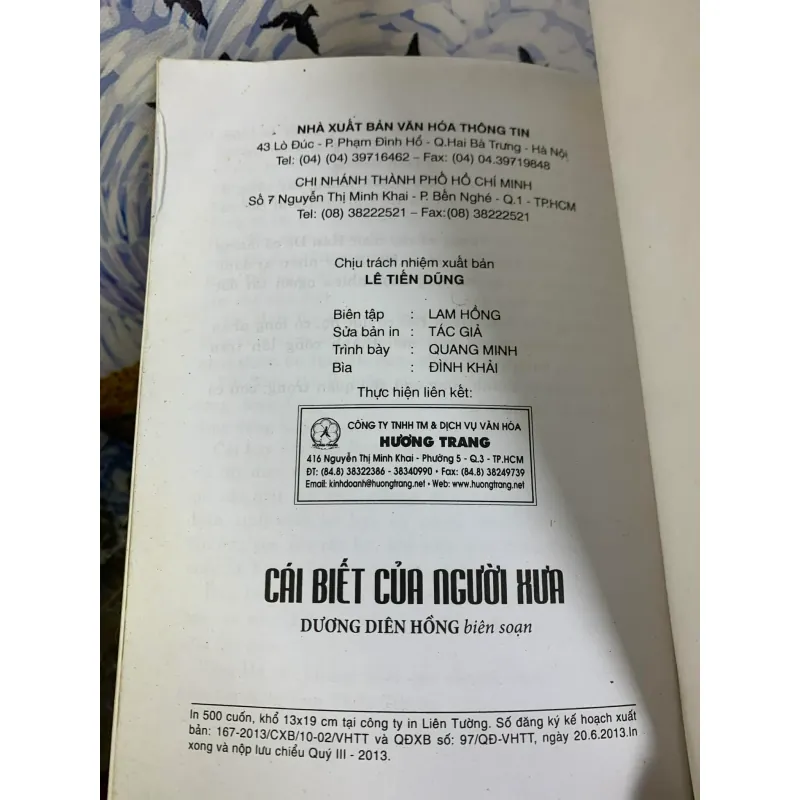 NHÀ XUẤT BẢN VĂN HÓA THÔNG TIN
43 Lò Đúc - P. Phạm Đình Hổ - Q.Hai Bà Trưng - Hà Nội
Tel: (04) (04) 39716462 – Fax: (04) 04.39719848
CHI NHÁNH THÀNH PHỐ HỒ CHÍ MINH
Số 7 Nguyễn Thị Minh Khai - P. Bến Nghé - Q.1 - TP.HCM
Tel: (08) 38222521 – Fax:(08) 38222521
Chịu trách nhiệm xuất bản
LÊ TIẾN DŨNG
Biên tập : LAM HỒNG
Sửa bản in : TÁC GIẢ
Trình bày : QUANG MINH
Bìa : ĐÌNH KHẢI
Thực hiện liên kết:
CÔNG TY TNHH TM & DỊCH VỤ VĂN HÓA
HƯƠNG TRANG
416 Nguyễn Thị Minh Khai - Phường 5 - Q.3 - TP.HCM
ĐT: (84.8) 38322386 - 38340990 • Fax: (84.8) 38249739
Email: kinhdoanh@huongtrang.net • Web: www.huongtrang.net
CÁI BIẾT CỦA NGƯỜI XƯA
DƯƠNG DIÊN HỒNG biên soạn
In 500 cuốn, khổ 13x19 cm tại công ty in Liên Tường. Số đăng ký kế hoạch xuất
bản: 167-2013/CXB/10-02/VHTT và QĐXB số: 97/QĐ-VHTT, ngày 20.6.2013.In
xong và nộp lưu chiểu Quý III - 2013.